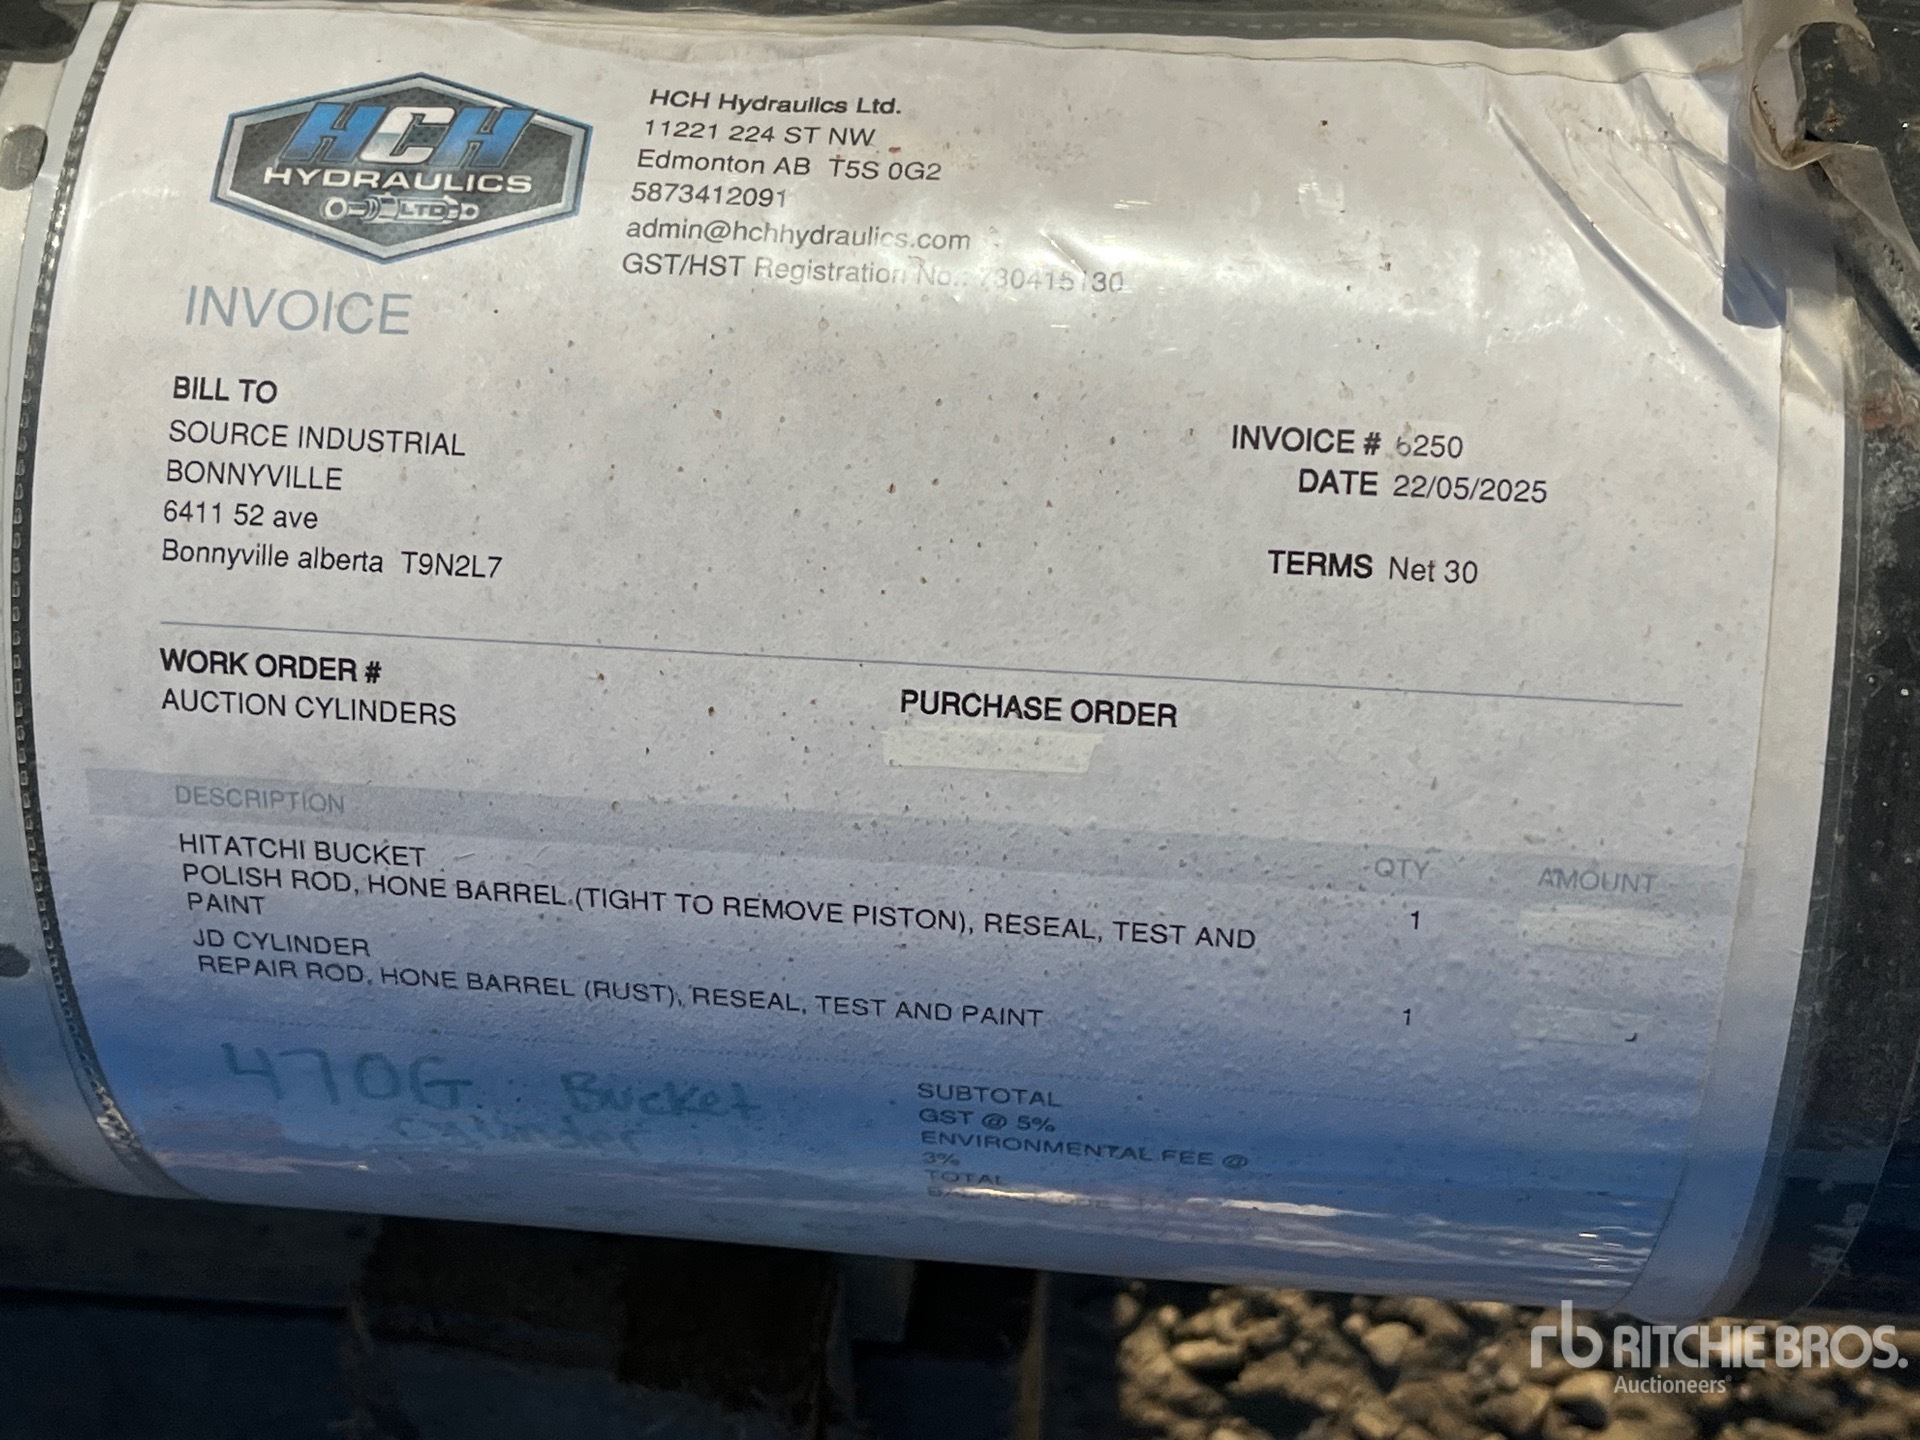 HCH
HYDRAULICS
LTD
HCH Hydraulics Ltd.
11221 224 ST NW
Edmonton AB T5S 0G2
5873412091
admin@hchhydraulics.com
GST/HST Registration No.:
INVOICE
BILL TO
SOURCE INDUSTRIAL
BONNYVILLE
6411 52 ave
Bonnyville alberta T9N2L7
INVOICE # 6250
DATE 22/05/2025
TERMS Net 30
WORK ORDER #
AUCTION CYLINDERS
PURCHASE ORDER
DESCRIPTION QTY AMOUNT
HITATCHI BUCKET
POLISH ROD, HONE BARREL (TIGHT TO REMOVE PISTON), RESEAL, TEST AND 1
PAINT
JD CYLINDER
REPAIR ROD, HONE BARREL (RUST), RESEAL, TEST AND PAINT 1
470G Bucket
cylinder
SUBTOTAL
GST @ 5%
ENVIRONMENTAL FEE @
3%
TOTAL
rb RITCHIE BROS.
Auctioneers